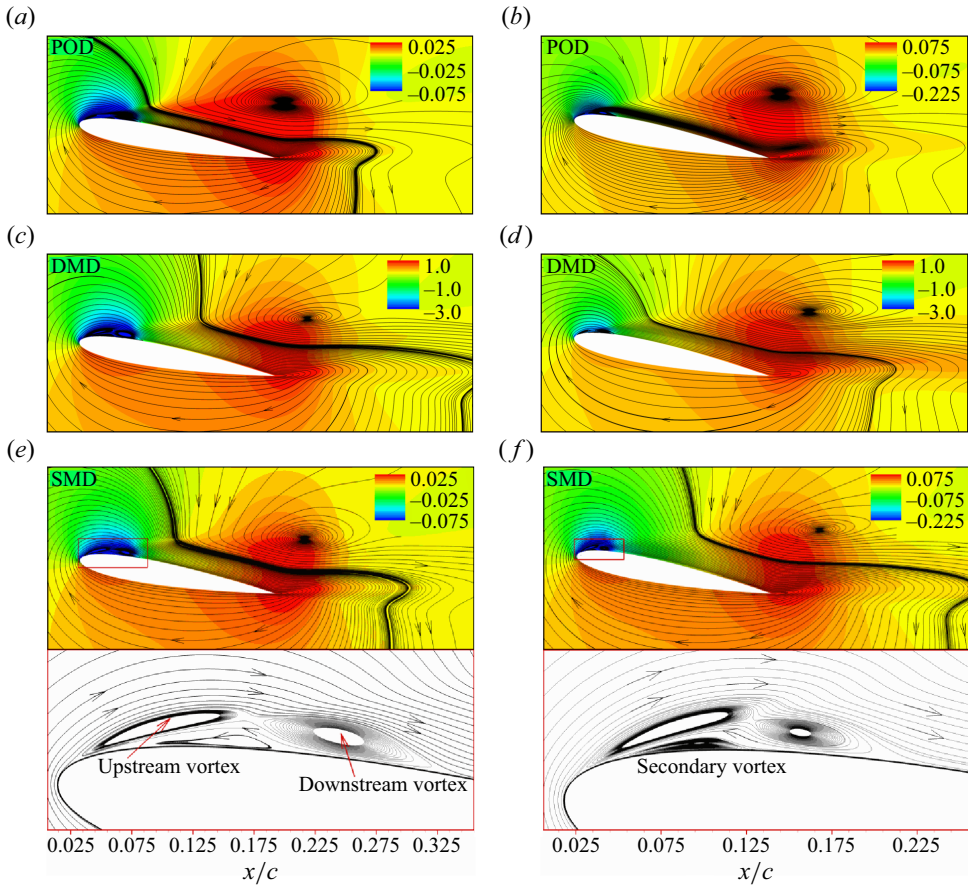 (a)
(b)
POD
0.025
–0.025
–0.075
POD
0.075
–0.075
–0.225
(c)
(d)
DMD
1.0
–1.0
–3.0
DMD
1.0
–1.0
–3.0
(e)
(f)
SMD
0.025
–0.025
–0.075
SMD
0.075
–0.075
–0.225
Upstream vortex
Downstream vortex
Secondary vortex
0.025 0.075 0.125 0.175 0.225 0.275 0.325
x/c
0.025 0.075 0.125 0.175
x/c